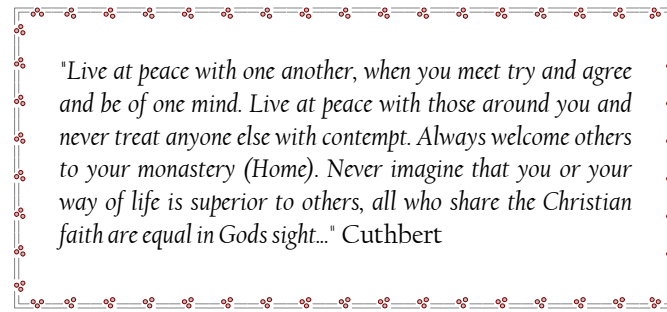 "Live at peace with one another, when you meet try and agree
and be of one mind. Live at peace with those around you and
never treat anyone else with contempt. Always welcome others
to your monastery (Home). Never imagine that you or your
way of life is superior to others, all who share the Christian
faith are equal in Gods sight..." Cuthbert